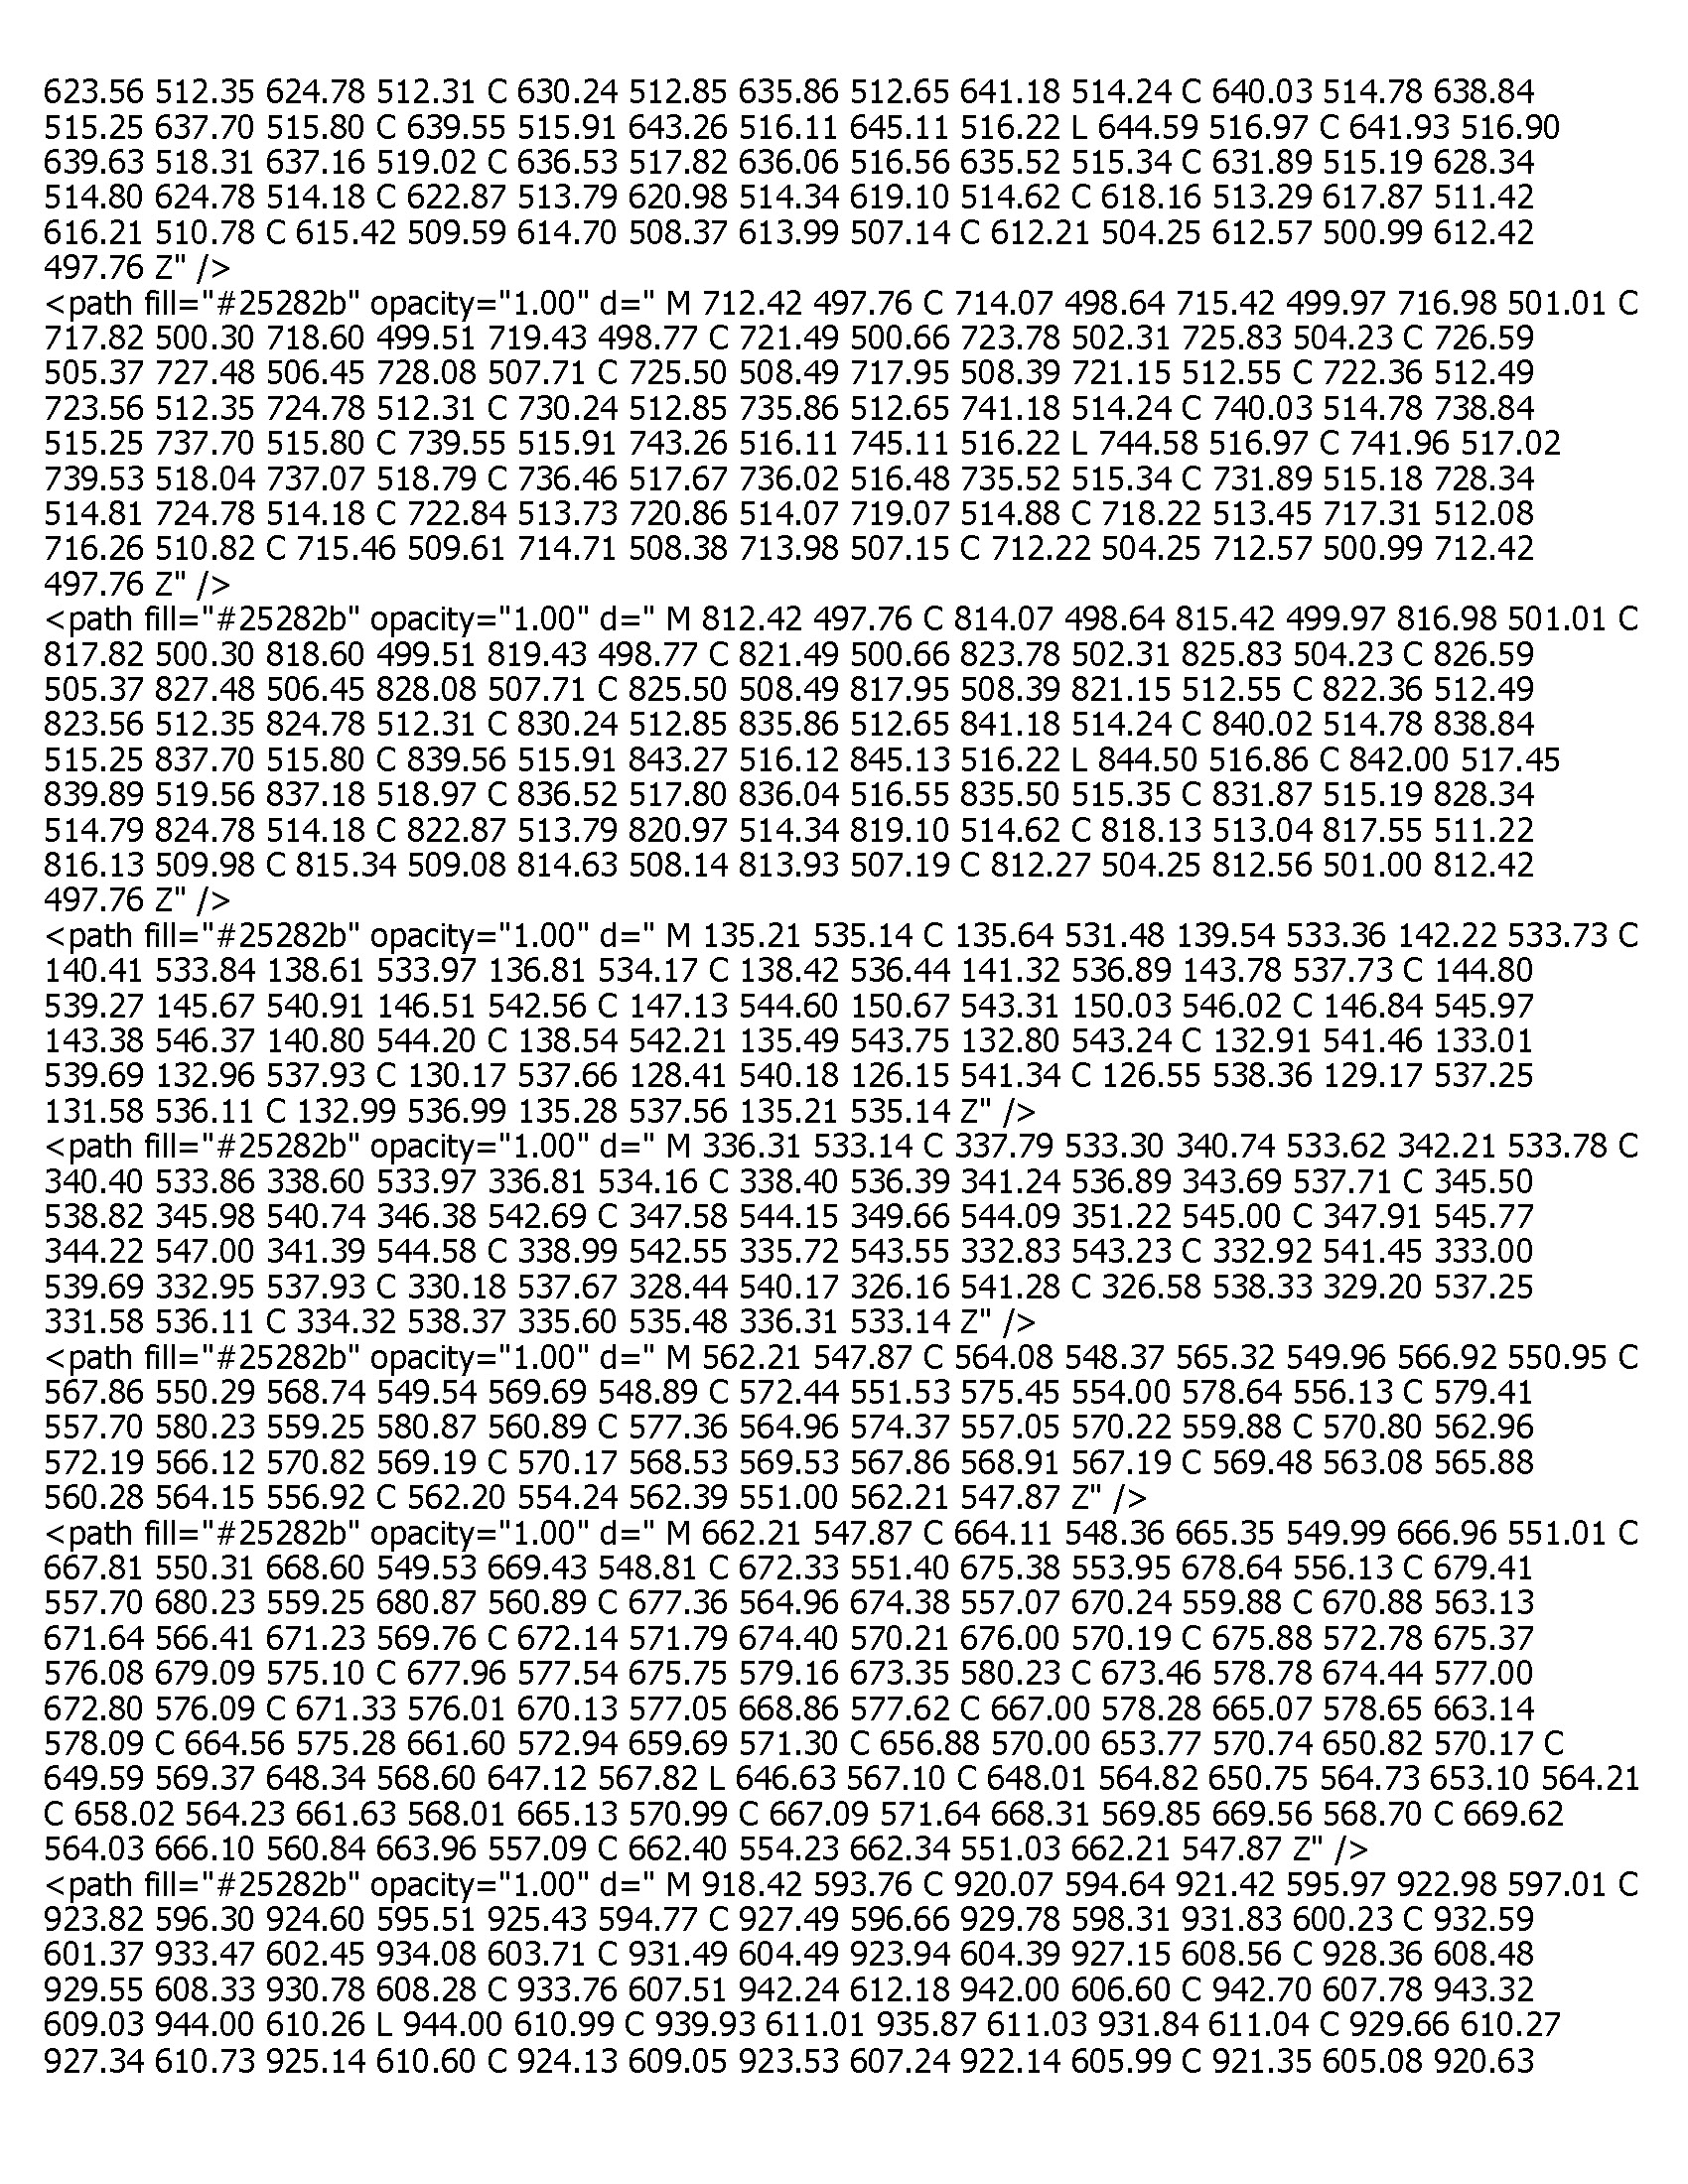 623.56 512.35 624.78 512.31 C 630.24 512.85 635.86 512.65 641.18 514.24 C 640.03 514.78 638.84
515.25 637.70 515.80 C 639.55 515.91 643.26 516.11 645.11 516.22 L 644.59 516.97 C 641.93 516.90
639.63 518.31 637.16 519.02 C 636.53 517.82 636.06 516.56 635.52 515.34 C 631.89 515.19 628.34
514.80 624.78 514.18 C 622.87 513.79 620.98 514.34 619.10 514.62 C 618.16 513.29 617.87 511.42
616.21 510.78 C 615.42 509.59 614.70 508.37 613.99 507.14 C 612.21 504.25 612.57 500.99 612.42
497.76 Z" />
<path fill="#25282b" opacity="1.00" d=" M 712.42 497.76 C 714.07 498.64 715.42 499.97 716.98 501.01 C
717.82 500.30 718.60 499.51 719.43 498.77 C 721.49 500.66 723.78 502.31 725.83 504.23 C 726.59
505.37 727.48 506.45 728.08 507.71 C 725.50 508.49 717.95 508.39 721.15 512.55 C 722.36 512.49
723.56 512.35 724.78 512.31 C 730.24 512.85 735.86 512.65 741.18 514.24 C 740.03 514.78 738.84
515.25 737.70 515.80 C 739.55 515.91 743.26 516.11 745.11 516.22 L 744.58 516.97 C 741.96 517.02
739.53 518.04 737.07 518.79 C 736.46 517.67 736.02 516.48 735.52 515.34 C 731.89 515.18 728.34
514.81 724.78 514.18 C 722.84 513.73 720.86 514.07 719.07 514.88 C 718.22 513.45 717.31 512.08
716.26 510.82 C 715.46 509.61 714.71 508.38 713.98 507.15 C 712.22 504.25 712.57 500.99 712.42
497.76 Z" />
<path fill="#25282b" opacity="1.00" d=" M 812.42 497.76 C 814.07 498.64 815.42 499.97 816.98 501.01 C
817.82 500.30 818.60 499.51 819.43 498.77 C 821.49 500.66 823.78 502.31 825.83 504.23 C 826.59
505.37 827.48 506.45 828.08 507.71 C 825.50 508.49 817.95 508.39 821.15 512.55 C 822.36 512.49
823.56 512.35 824.78 512.31 C 830.24 512.85 835.86 512.65 841.18 514.24 C 840.02 514.78 838.84
515.25 837.70 515.80 C 839.56 515.91 843.27 516.12 845.13 516.22 L 844.50 516.86 C 842.00 517.45
839.89 519.56 837.18 518.97 C 836.52 517.80 836.04 516.55 835.50 515.35 C 831.87 515.19 828.34
514.79 824.78 514.18 C 822.87 513.79 820.97 514.34 819.10 514.62 C 818.13 513.04 817.55 511.22
816.13 509.98 C 815.34 509.08 814.63 508.14 813.93 507.19 C 812.27 504.25 812.56 501.00 812.42
497.76 Z" />
<path fill="#25282b" opacity="1.00" d=" M 135.21 535.14 C 135.64 531.48 139.54 533.36 142.22 533.73 C
140.41 533.84 138.61 533.97 136.81 534.17 C 138.42 536.44 141.32 536.89 143.78 537.73 C 144.80
539.27 145.67 540.91 146.51 542.56 C 147.13 544.60 150.67 543.31 150.03 546.02 C 146.84 545.97
143.38 546.37 140.80 544.20 C 138.54 542.21 135.49 543.75 132.80 543.24 C 132.91 541.46 133.01
539.69 132.96 537.93 C 130.17 537.66 128.41 540.18 126.15 541.34 C 126.55 538.36 129.17 537.25
131.58 536.11 C 132.99 536.99 135.28 537.56 135.21 535.14 Z" />
<path fill="#25282b" opacity="1.00" d=" M 336.31 533.14 C 337.79 533.30 340.74 533.62 342.21 533.78 C
340.40 533.86 338.60 533.97 336.81 534.16 C 338.40 536.39 341.24 536.89 343.69 537.71 C 345.50
538.82 345.98 540.74 346.38 542.69 C 347.58 544.15 349.66 544.09 351.22 545.00 C 347.91 545.77
344.22 547.00 341.39 544.58 C 338.99 542.55 335.72 543.55 332.83 543.23 C 332.92 541.45 333.00
539.69 332.95 537.93 C 330.18 537.67 328.44 540.17 326.16 541.28 C 326.58 538.33 329.20 537.25
331.58 536.11 C 334.32 538.37 335.60 535.48 336.31 533.14 Z" />
<path fill="#25282b" opacity="1.00" d=" M 562.21 547.87 C 564.08 548.37 565.32 549.96 566.92 550.95 C
567.86 550.29 568.74 549.54 569.69 548.89 C 572.44 551.53 575.45 554.00 578.64 556.13 C 579.41
557.70 580.23 559.25 580.87 560.89 C 577.36 564.96 574.37 557.05 570.22 559.88 C 570.80 562.96
572.19 566.12 570.82 569.19 C 570.17 568.53 569.53 567.86 568.91 567.19 C 569.48 563.08 565.88
560.28 564.15 556.92 C 562.20 554.24 562.39 551.00 562.21 547.87 Z" />
<path fill="#25282b" opacity="1.00" d=" M 662.21 547.87 C 664.11 548.36 665.35 549.99 666.96 551.01 C
667.81 550.31 668.60 549.53 669.43 548.81 C 672.33 551.40 675.38 553.95 678.64 556.13 C 679.41
557.70 680.23 559.25 680.87 560.89 C 677.36 564.96 674.38 557.07 670.24 559.88 C 670.88 563.13
671.64 566.41 671.23 569.76 C 672.14 571.79 674.40 570.21 676.00 570.19 C 675.88 572.78 675.37
576.08 679.09 575.10 C 677.96 577.54 675.75 579.16 673.35 580.23 C 673.46 578.78 674.44 577.00
672.80 576.09 C 671.33 576.01 670.13 577.05 668.86 577.62 C 667.00 578.28 665.07 578.65 663.14
578.09 C 664.56 575.28 661.60 572.94 659.69 571.30 C 656.88 570.00 653.77 570.74 650.82 570.17 C
649.59 569.37 648.34 568.60 647.12 567.82 L 646.63 567.10 C 648.01 564.82 650.75 564.73 653.10 564.21
C 658.02 564.23 661.63 568.01 665.13 570.99 C 667.09 571.64 668.31 569.85 669.56 568.70 C 669.62
564.03 666.10 560.84 663.96 557.09 C 662.40 554.23 662.34 551.03 662.21 547.87 Z" />
<path fill="#25282b" opacity="1.00" d=" M 918.42 593.76 C 920.07 594.64 921.42 595.97 922.98 597.01 C
923.82 596.30 924.60 595.51 925.43 594.77 C 927.49 596.66 929.78 598.31 931.83 600.23 C 932.59
601.37 933.47 602.45 934.08 603.71 C 931.49 604.49 923.94 604.39 927.15 608.56 C 928.36 608.48
929.55 608.33 930.78 608.28 C 933.76 607.51 942.24 612.18 942.00 606.60 C 942.70 607.78 943.32
609.03 944.00 610.26 L 944.00 610.99 C 939.93 611.01 935.87 611.03 931.84 611.04 C 929.66 610.27
927.34 610.73 925.14 610.60 C 924.13 609.05 923.53 607.24 922.14 605.99 C 921.35 605.08 920.63